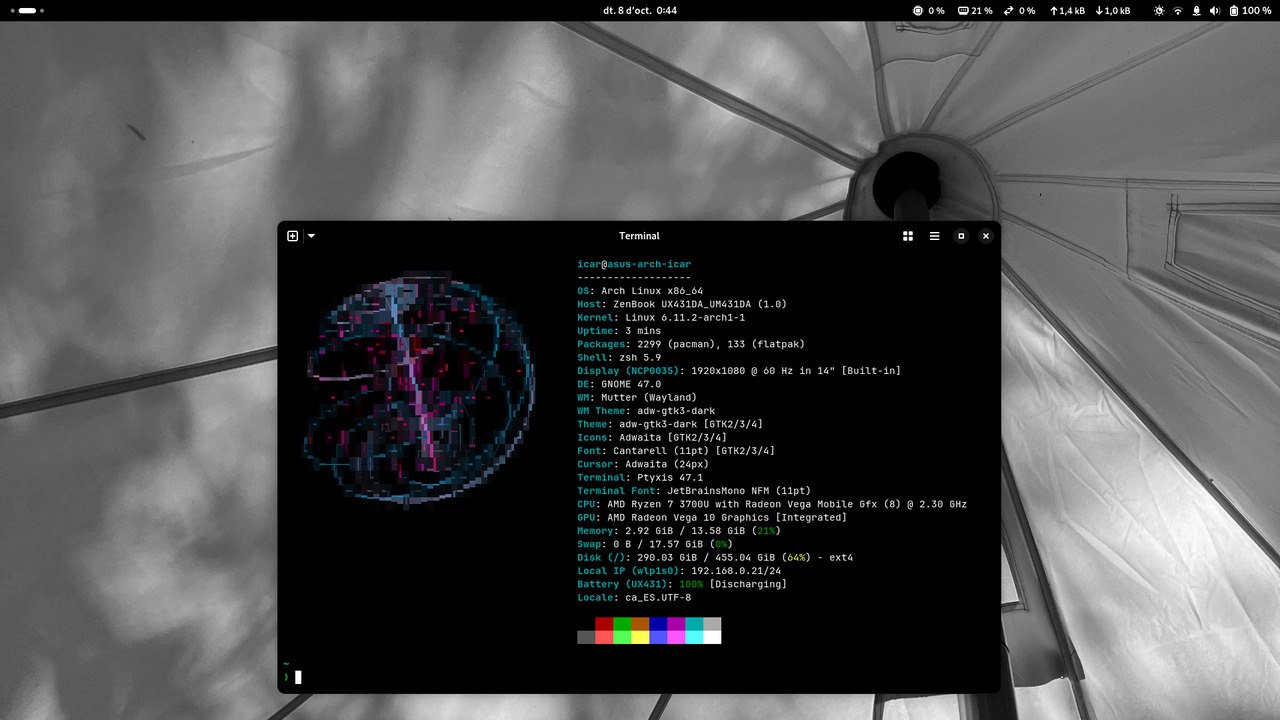 dt. 8 d'oct. 0:44
0 % 21 % 0 % ↑1,4 kB ↓1,0 kB 100 %
Terminal
icar@asus-arch-icar
-------------------
OS: Arch Linux x86_64
Host: ZenBook UX431DA_UM431DA (1.0)
Kernel: Linux 6.11.2-arch1-1
Uptime: 3 mins
Packages: 2299 (pacman), 133 (flatpak)
Shell: zsh 5.9
Display (NCP0035): 1920x1080 @ 60 Hz in 14" [Built-in]
DE: GNOME 47.0
WM: Mutter (Wayland)
WM Theme: adw-gtk3-dark
Theme: adw-gtk3-dark [GTK2/3/4]
Icons: Adwaita [GTK2/3/4]
Font: Cantarell (11pt) [GTK2/3/4]
Cursor: Adwaita (24px)
Terminal: Ptyxis 47.1
Terminal Font: JetBrainsMono NFM (11pt)
CPU: AMD Ryzen 7 3700U with Radeon Vega Mobile Gfx (8) @ 2.30 GHz
GPU: AMD Radeon Vega 10 Graphics [Integrated]
Memory: 2.92 GiB / 13.58 GiB (21%)
Swap: 0 B / 17.57 GiB (0%)
Disk (/): 290.03 GiB / 455.04 GiB (64%) - ext4
Local IP (wlp1s0): 192.168.0.21/24
Battery (UX431): 100% [Discharging]
Locale: ca_ES.UTF-8
~
❯